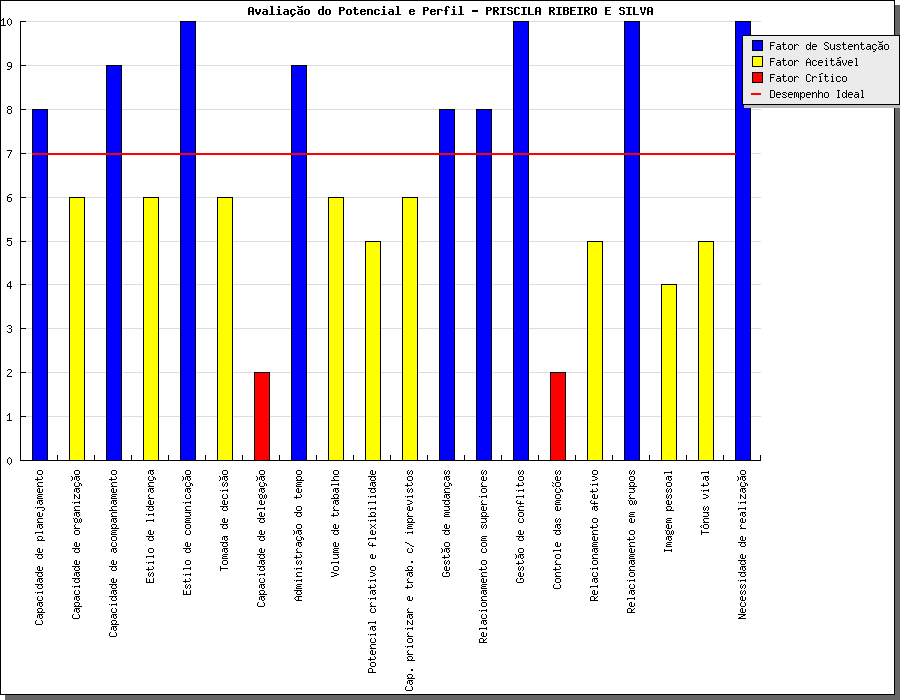 Avaliação do Potencial e Perfil - PRISCILA RIBEIRO E SILVA
Fator de Sustentação
Fator Aceitável
Fator Crítico
Desempenho Ideal
10
9
8
7
6
5
4
3
2
1
0
Capacidade de planejamento
Capacidade de organização
Capacidade de acompanhamento
Estilo de liderança
Estilo de comunicação
Tomada de decisão
Capacidade de delegação
Administração do tempo
Volume de trabalho
Potencial criativo e flexibilidade
Cap. priorizar e trab. c/ imprevistos
Gestão de mudanças
Relacionamento com superiores
Gestão de conflitos
Controle das emoções
Relacionamento afetivo
Relacionamento em grupos
Imagem pessoal
Tônus vital
Necessidade de realização